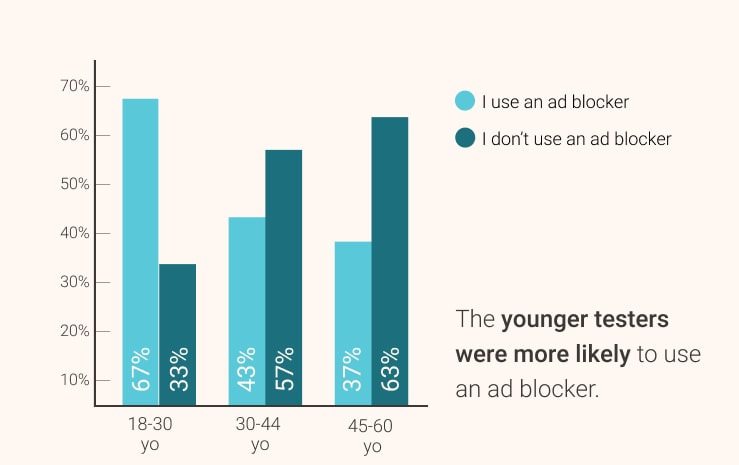 70%
60%
50%
40%
30%
20%
10%
67%
33%
43%
57%
37%
63%
18-30
yo
30-44
yo
45-60
yo
I use an ad blocker
I don't use an ad blocker
The younger testers
were more likely to use
an ad blocker.